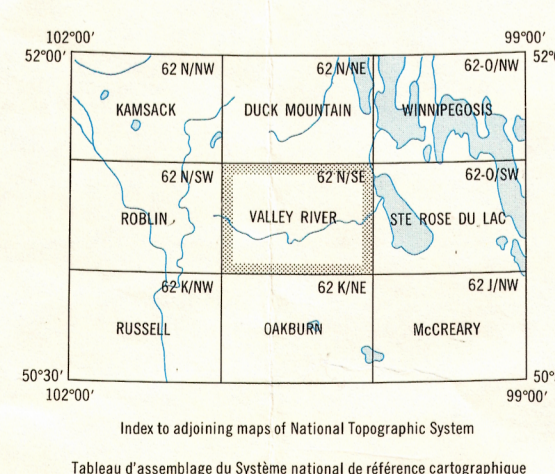 102°00' 99°00'
52°00' 52°
62 N/NW 62 N/NE 62-O/NW
KAMSACK DUCK MOUNTAIN WINNIPEGOSIS
62 N/SW 62 N/SE 62-O/SW
ROBLIN VALLEY RIVER STE ROSE DU LAC
62 K/NW 62 K/NE 62 J/NW
RUSSELL OAKBURN McCREARY
50°30' 50°
102°00' 99°00'
Index to adjoining maps of National Topographic System
Tableau d'assemblage du Système national de référence cartographique